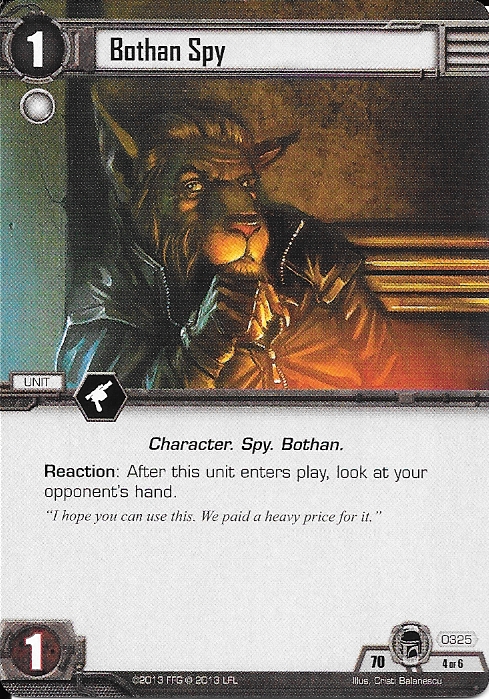 1
Bothan Spy
UNIT
Character. Spy. Bothan.
Reaction: After this unit enters play, look at your
opponent's hand.
"I hope you can use this. We paid a heavy price for it."
1
0325
70
4 OF 6
©2013 FFG © 2013 LFL
Illus. Cristi Balanescu